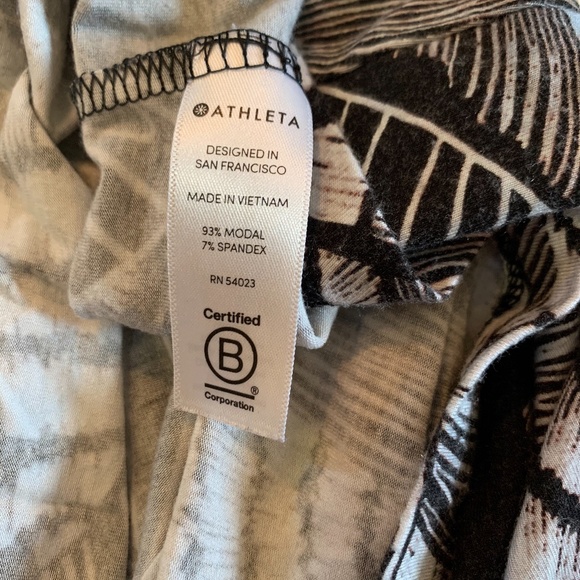 ATHLETA
DESIGNED IN
SAN FRANCISCO
MADE IN VIETNAM
93% MODAL
7% SPANDEX
RN 54023
Certified
B
®
Corporation